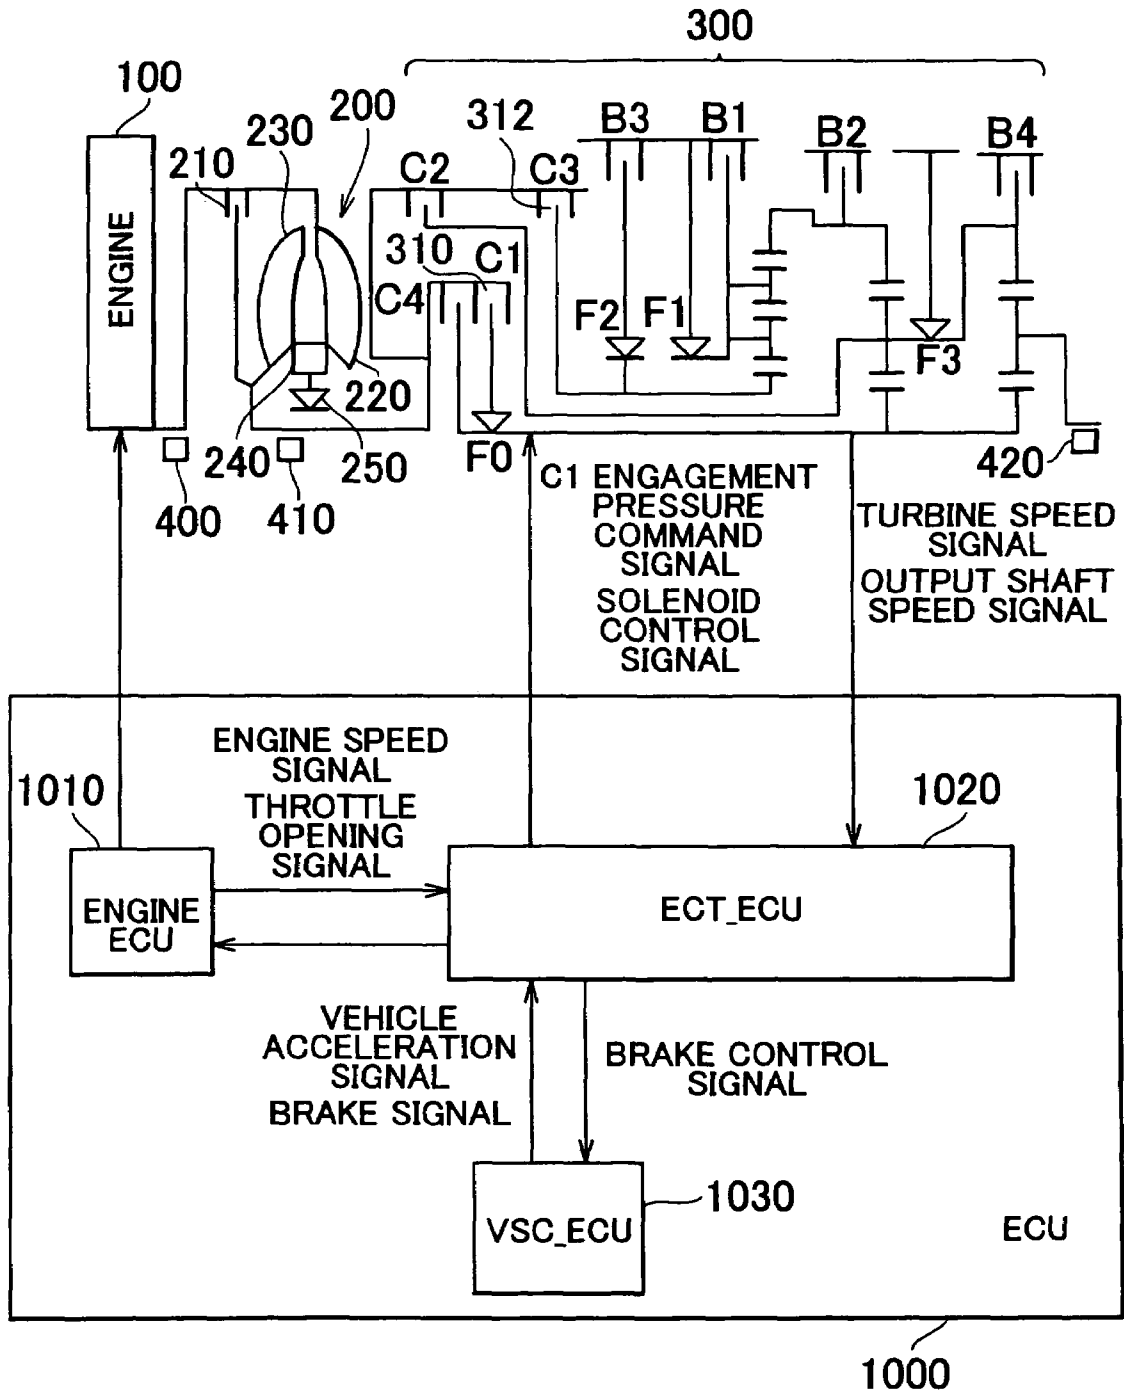 300
100
200
230
312
B3
B1
B2
B4
210
C2
C3
310
C1
C4
F2
F1
F3
ENGINE
220
240
250
F0
420
400
410
C1 ENGAGEMENT
PRESSURE
COMMAND
SIGNAL
SOLENOID
CONTROL
SIGNAL
TURBINE SPEED
SIGNAL
OUTPUT SHAFT
SPEED SIGNAL
ENGINE SPEED
SIGNAL
THROTTLE
OPENING
SIGNAL
1010
1020
ENGINE
ECU
ECT_ECU
VEHICLE
ACCELERATION
SIGNAL
BRAKE SIGNAL
BRAKE CONTROL
SIGNAL
1030
VSC_ECU
ECU
1000